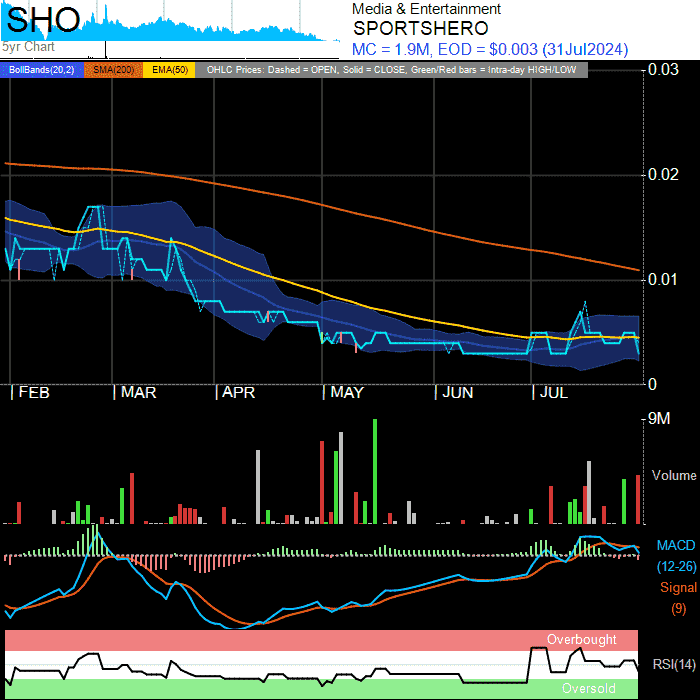 SHO
5yr Chart
Media & Entertainment
SPORTSHERO
MC = 1.9M, EOD = $0.003 (31Jul2024)
BollBands(20,2) SMA(200) EMA(50) OHLC Prices: Dashed = OPEN, Solid = CLOSE, Green/Red bars = Intra-day HIGH/LOW
0.03
0.02
0.01
0
FEB MAR APR MAY JUN JUL
9M
Volume
MACD
(12-26)
Signal
(9)
Overbought
RSI(14)
Oversold